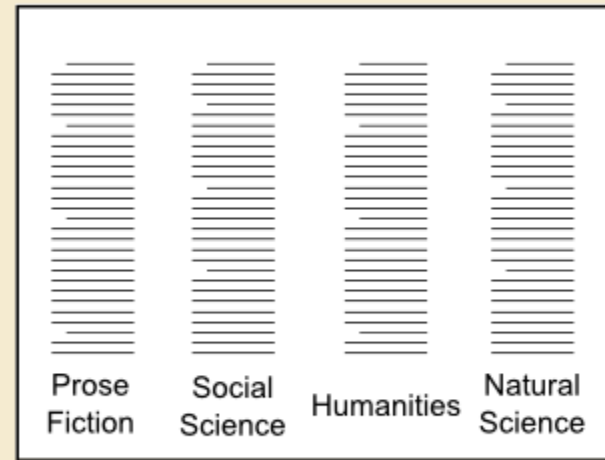 Prose
Fiction
Social
Science
Humanities
Natural
Science